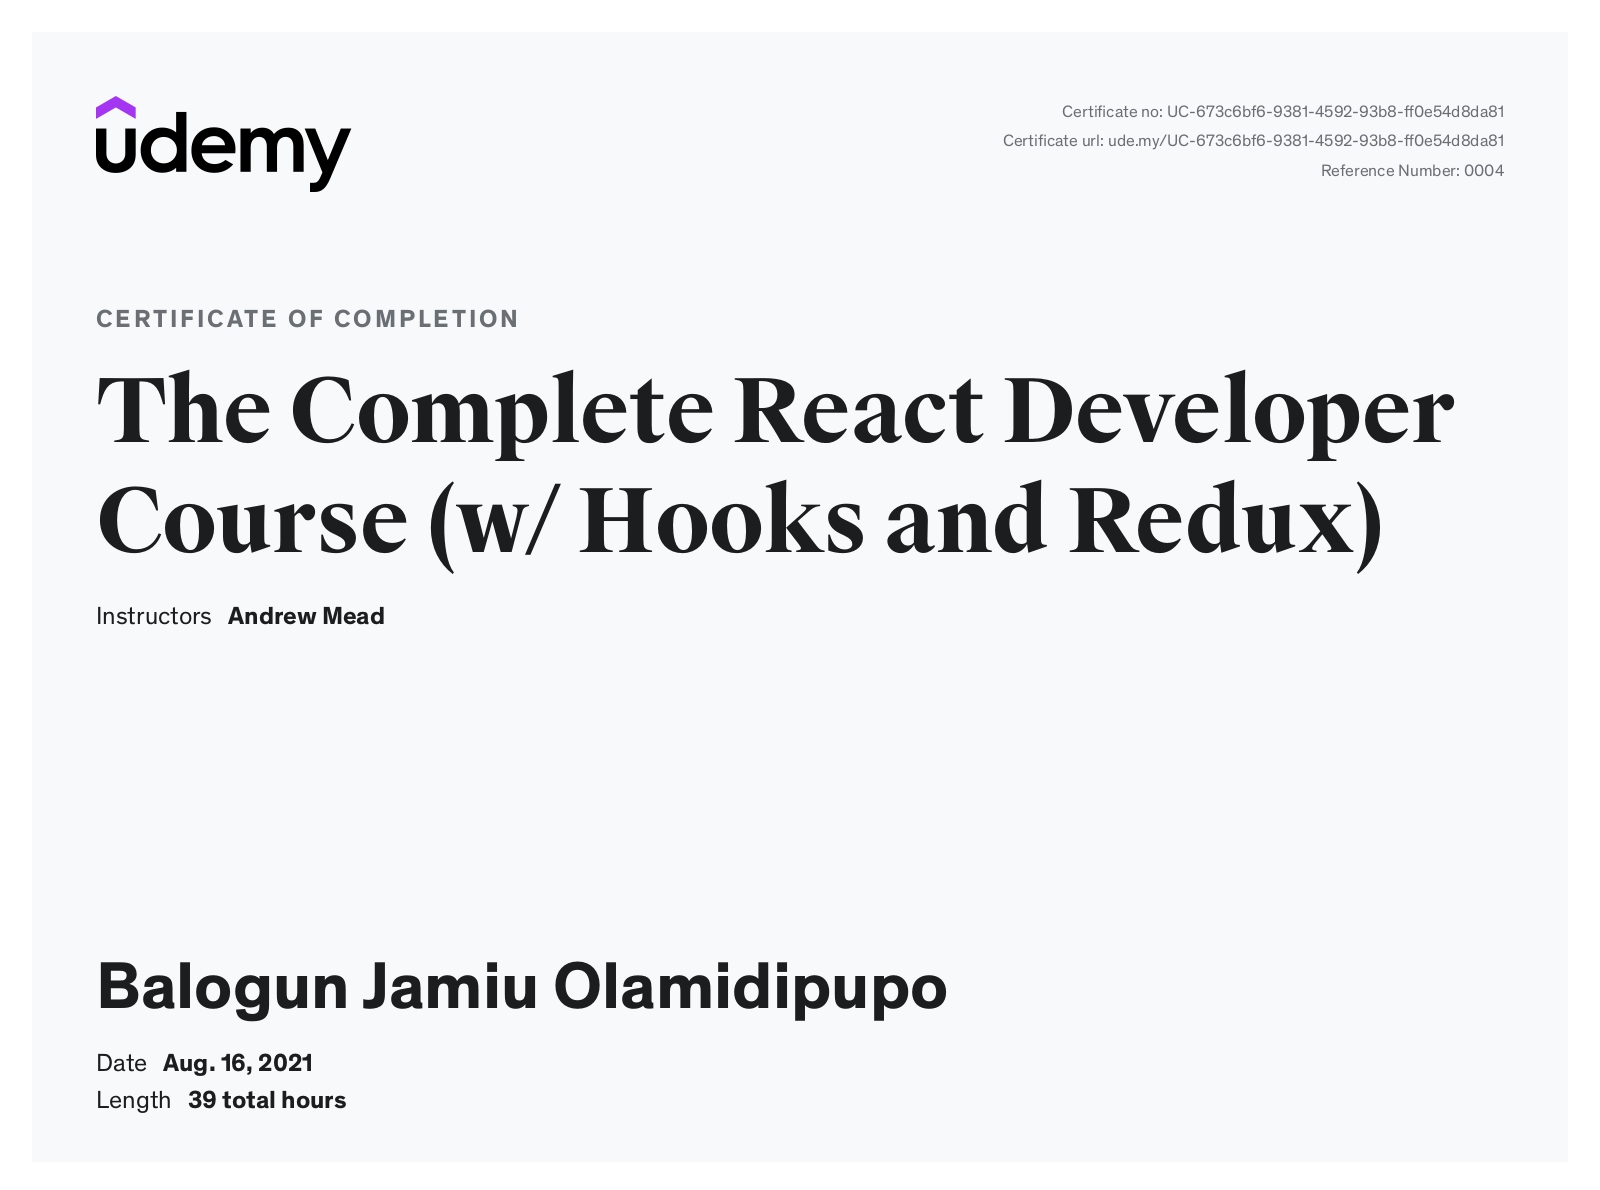 udemy
Certificate no: UC-673c6bf6-9381-4592-93b8-ff0e54d8da81
Certificate url: ude.my/UC-673c6bf6-9381-4592-93b8-ff0e54d8da81
Reference Number: 0004
CERTIFICATE OF COMPLETION
The Complete React Developer
Course (w/ Hooks and Redux)
Instructors Andrew Mead
Balogun Jamiu Olamidipupo
Date Aug. 16, 2021
Length 39 total hours